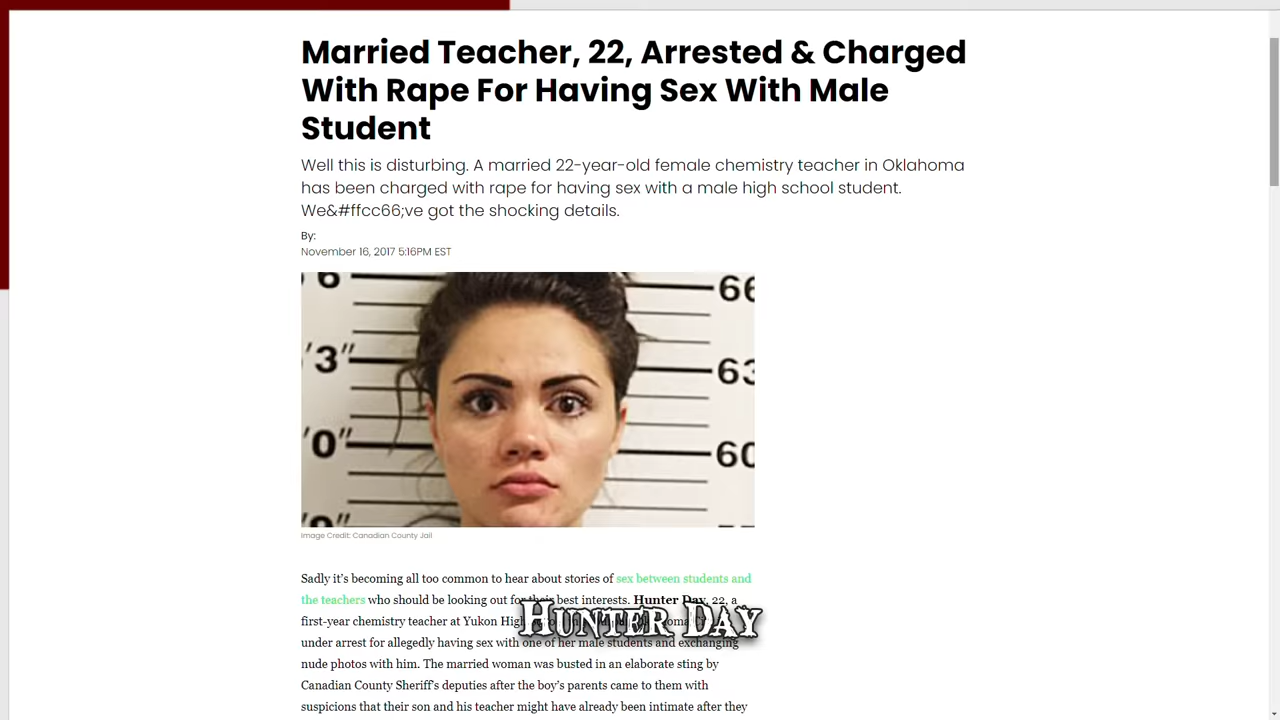 Married Teacher, 22, Arrested & Charged
With Rape For Having Sex With Male
Student
Well this is disturbing. A married 22-year-old female chemistry teacher in Oklahoma
has been charged with rape for having sex with a male high school student.
We&#ffcc66;ve got the shocking details.
By:
November 16, 2017 5:16PM EST
6 66
'3" 63
'0" 60
Image Credit: Canadian County Jail
Sadly it's becoming all too common to hear about stories of sex between students and
the teachers who should be looking out for their best interests. Hunter Day, 22, a
first-year chemistry teacher at Yukon High
HUNTER DAY
under arrest for allegedly having sex with one of her male students and exchanging
nude photos with him. The married woman was busted in an elaborate sting by
Canadian County Sheriff's deputies after the boy's parents came to them with
suspicions that their son and his teacher might have already been intimate after they